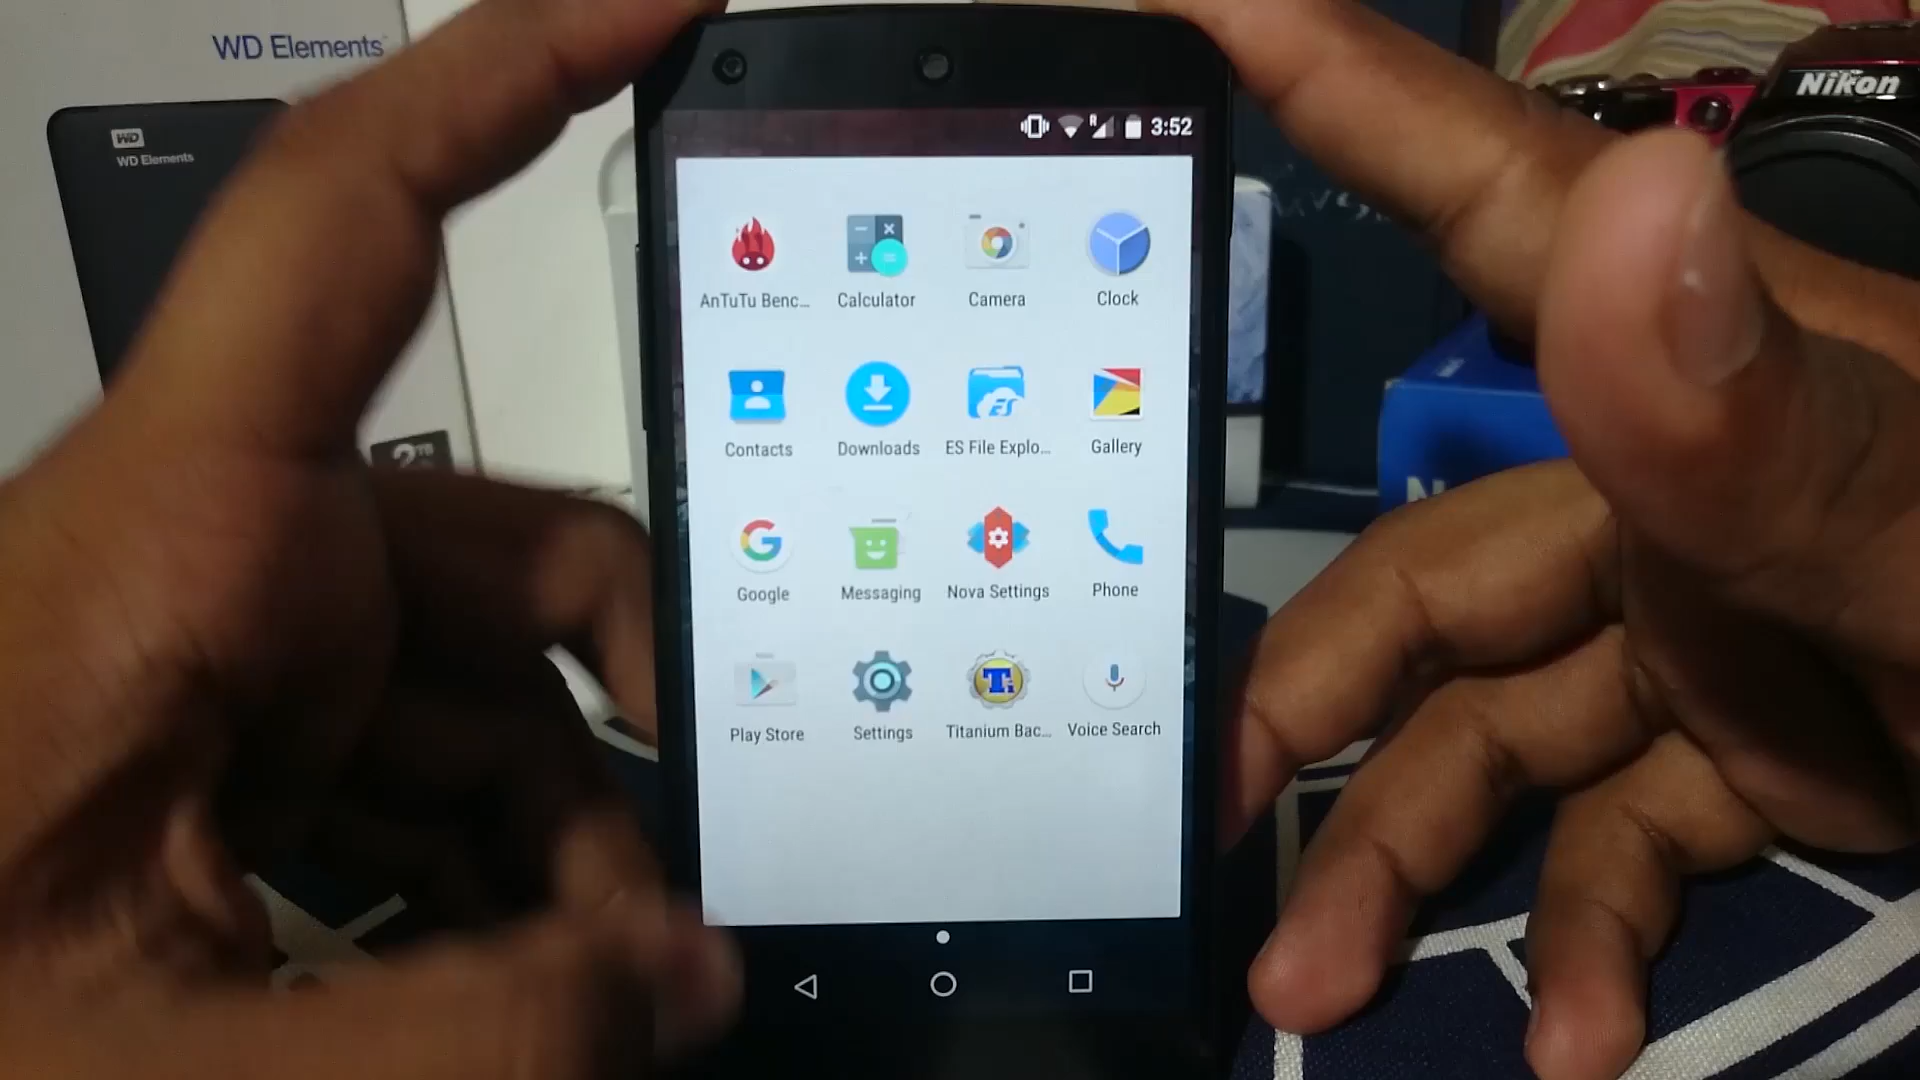 WD Elements
WD
WD Elements
2TB
Nikon
R
3:52
AnTuTu Benc...
Calculator
Camera
Clock
Contacts
Downloads
ES File Explo...
Gallery
Google
Messaging
Nova Settings
Phone
Play Store
Settings
Titanium Bac...
Voice Search